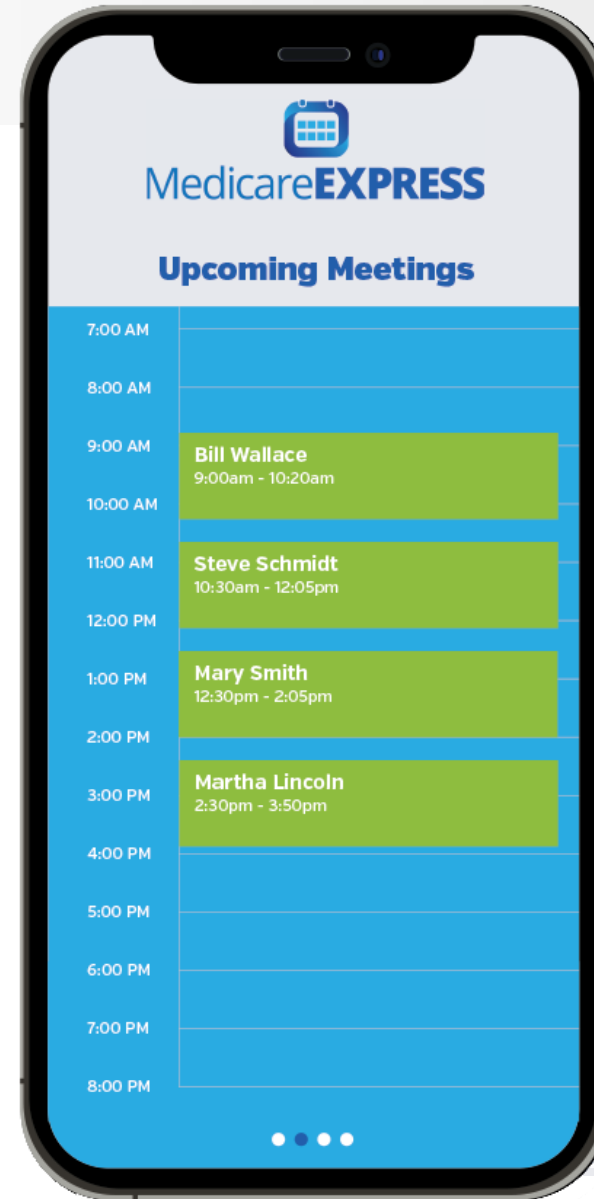 MedicareEXPRESS
Upcoming Meetings
7:00 AM
8:00 AM
9:00 AM
Bill Wallace
9:00am - 10:20am
10:00 AM
11:00 AM
Steve Schmidt
10:30am - 12:05pm
12:00 PM
1:00 PM
Mary Smith
12:30pm - 2:05pm
2:00 PM
3:00 PM
Martha Lincoln
2:30pm - 3:50pm
4:00 PM
5:00 PM
6:00 PM
7:00 PM
8:00 PM